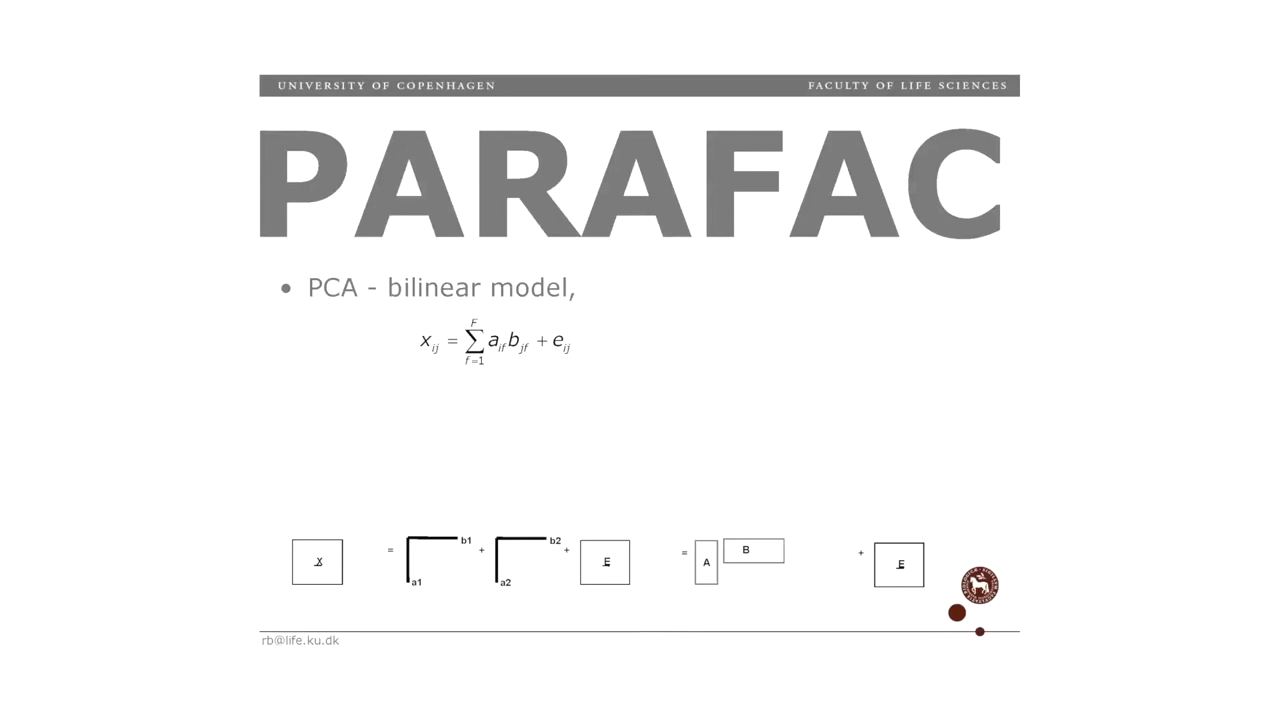 UNIVERSITY OF COPENHAGEN FACULTY OF LIFE SCIENCES
PARAFAC
• PCA - bilinear model,
F
x_ij = ∑ a_if b_jf + e_ij
f=1
X = a1 b1 + a2 b2 + E = A B + E
rb@life.ku.dk